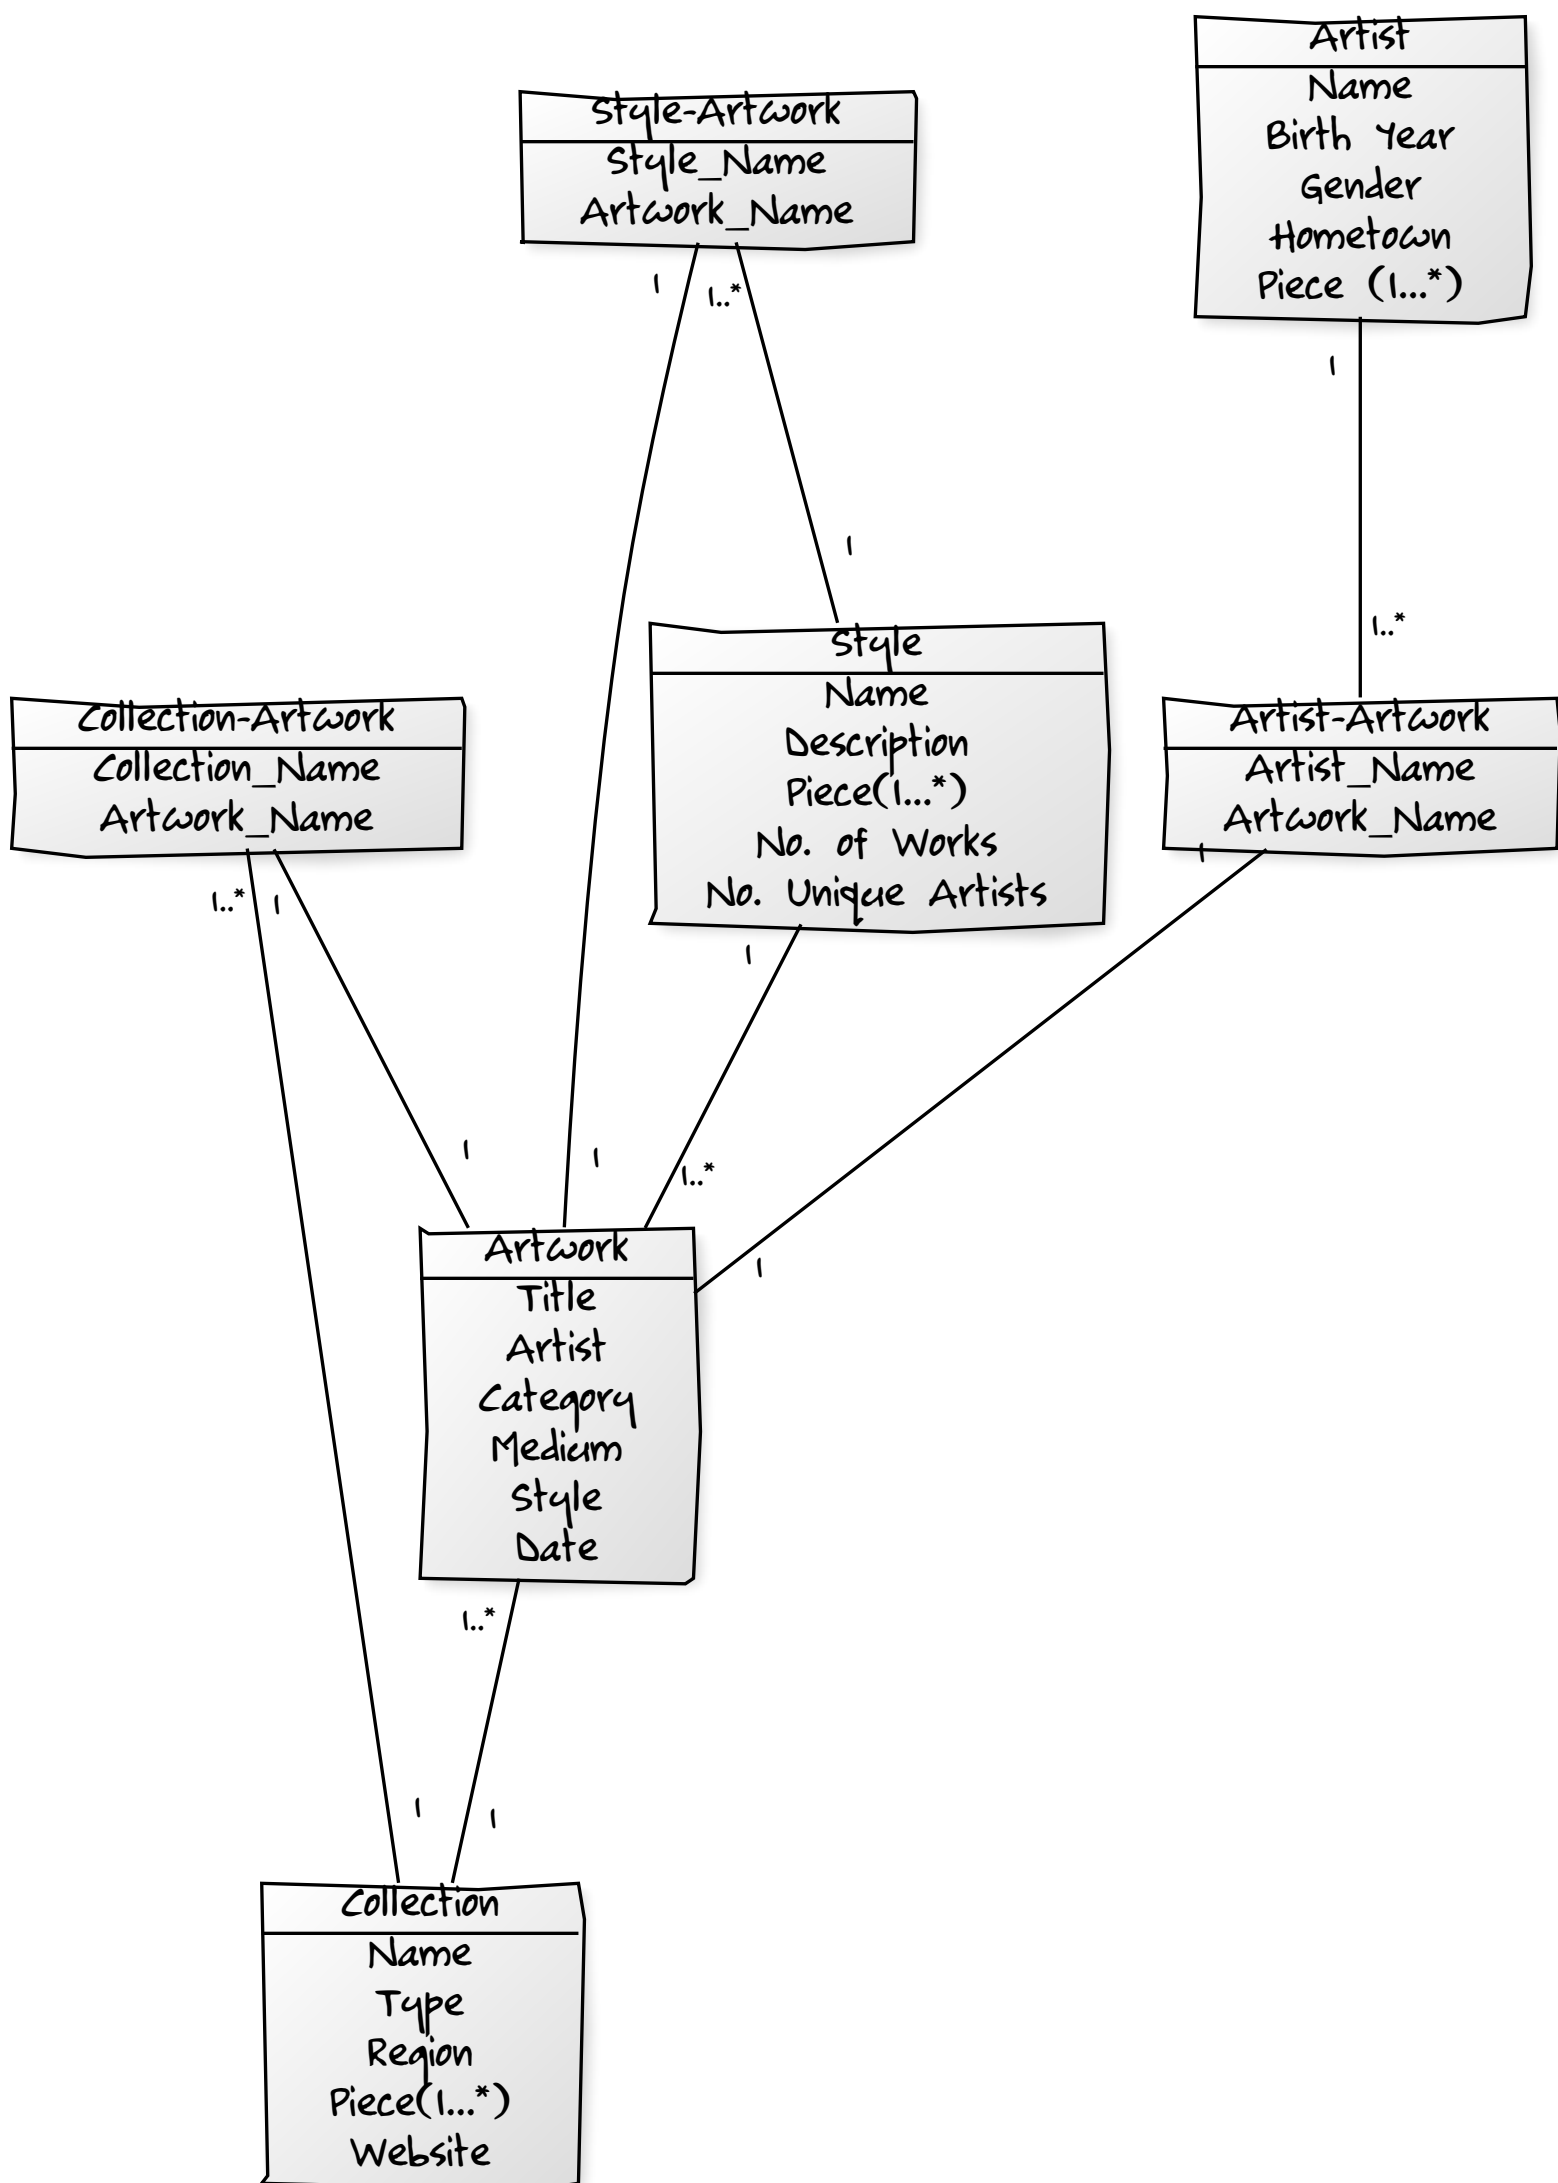 Artist
Name
Birth Year
Gender
Hometown
Piece (1...*)
Style-Artwork
Style_Name
Artwork_Name
1
1..*
1
1
1..*
Style
Name
Description
Piece(1...*)
No. of Works
No. Unique Artists
Collection-Artwork
Collection_Name
Artwork_Name
Artist-Artwork
Artist_Name
Artwork_Name
1
1..*
1
1
1
1
1..*
1
Artwork
Title
Artist
Category
Medium
Style
Date
1..*
1
1
Collection
Name
Type
Region
Piece(1...*)
Website